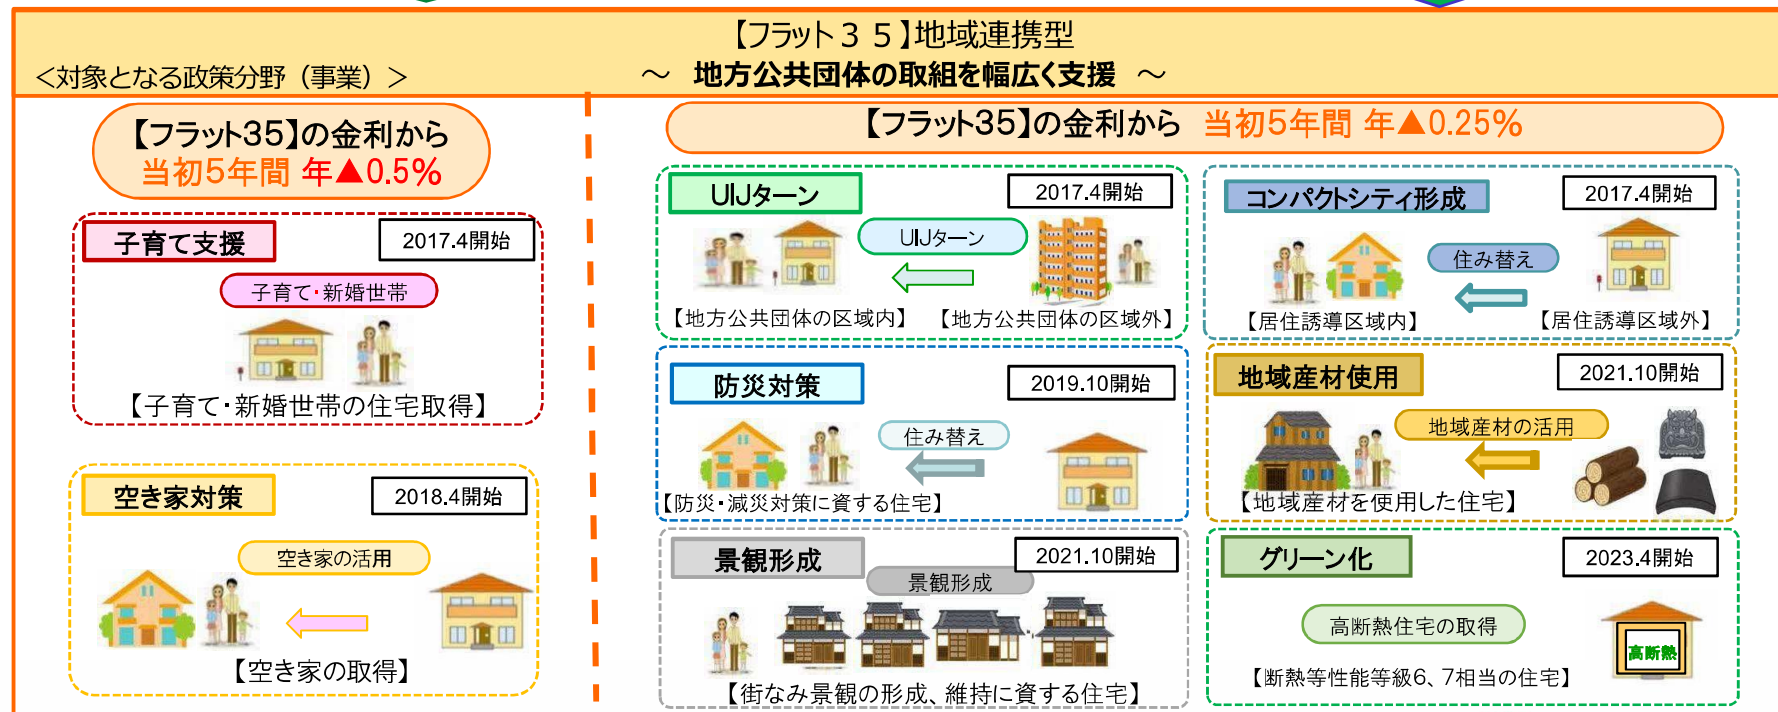 【フラット３５】地域連携型
＜対象となる政策分野（事業）＞
～ 地方公共団体の取組を幅広く支援 ～
【フラット35】の金利から
当初5年間 年▲0.5%
子育て支援
2017.4開始
子育て・新婚世帯
【子育て・新婚世帯の住宅取得】
空き家対策
2018.4開始
空き家の活用
【空き家の取得】
【フラット35】の金利から 当初5年間 年▲0.25%
UIJターン
2017.4開始
UIJターン
【地方公共団体の区域内】 【地方公共団体の区域外】
コンパクトシティ形成
2017.4開始
住み替え
【居住誘導区域内】 【居住誘導区域外】
防災対策
2019.10開始
住み替え
【防災・減災対策に資する住宅】
地域産材使用
2021.10開始
地域産材の活用
【地域産材を使用した住宅】
景観形成
2021.10開始
景観形成
【街なみ景観の形成、維持に資する住宅】
グリーン化
2023.4開始
高断熱住宅の取得
高断熱
【断熱等性能等級6、7相当の住宅】